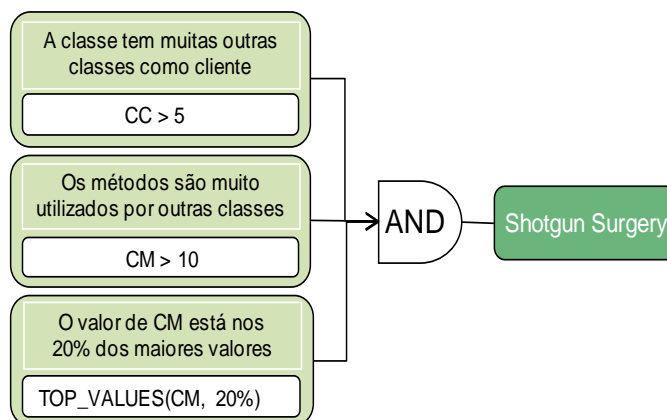 A classe tem muitas outras
classes como cliente
CC > 5
Os métodos são muito
utilizados por outras classes
CM > 10
O valor de CM está nos
20% dos maiores valores
TOP_VALUES(CM, 20%)
AND
Shotgun Surgery